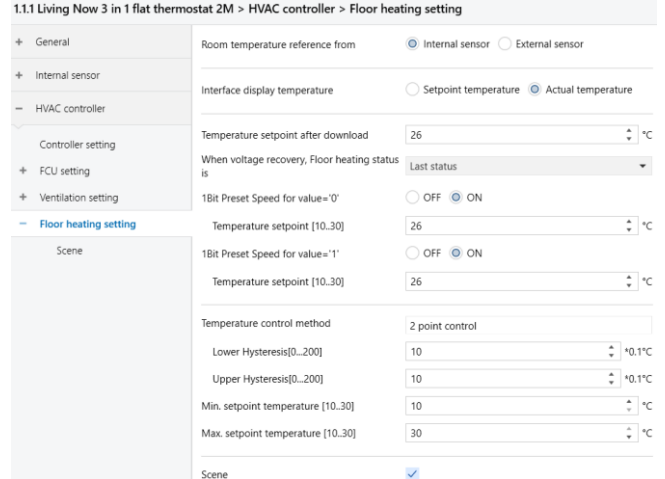 1.1.1 Living Now 3 in 1 flat thermostat 2M > HVAC controller > Floor heating setting
+ General
+ Internal sensor
− HVAC controller
Controller setting
+ FCU setting
+ Ventilation setting
− Floor heating setting
Scene
Room temperature reference from Internal sensor External sensor
Interface display temperature Setpoint temperature Actual temperature
Temperature setpoint after download 26 °C
When voltage recovery, Floor heating status
is Last status
1Bit Preset Speed for value='0' OFF ON
Temperature setpoint [10..30] 26 °C
1Bit Preset Speed for value='1' OFF ON
Temperature setpoint [10..30] 26 °C
Temperature control method 2 point control
Lower Hysteresis[0...200] 10 *0.1°C
Upper Hysteresis[0...200] 10 *0.1°C
Min. setpoint temperature [10..30] 10 °C
Max. setpoint temperature [10..30] 30 °C
Scene